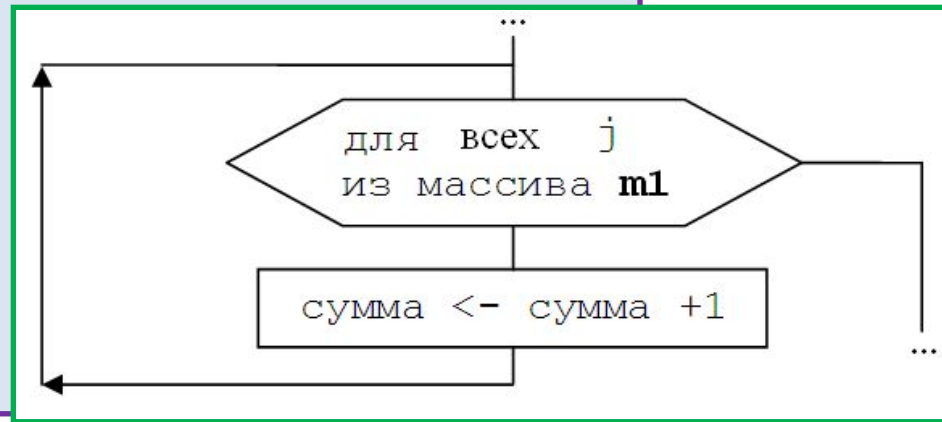 ...
для всех j
из массива m1
сумма <- сумма +1
...